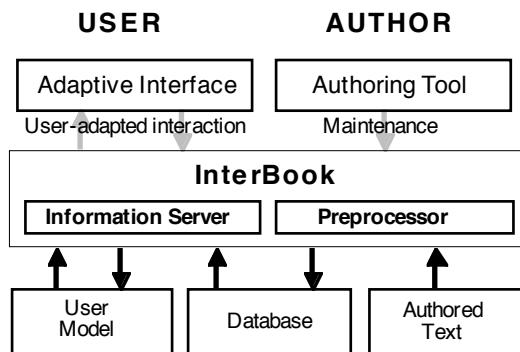 USER AUTHOR
Adaptive Interface Authoring Tool
User-adapted interaction Maintenance
InterBook
Information Server Preprocessor
User
Model
Database
Authored
Text